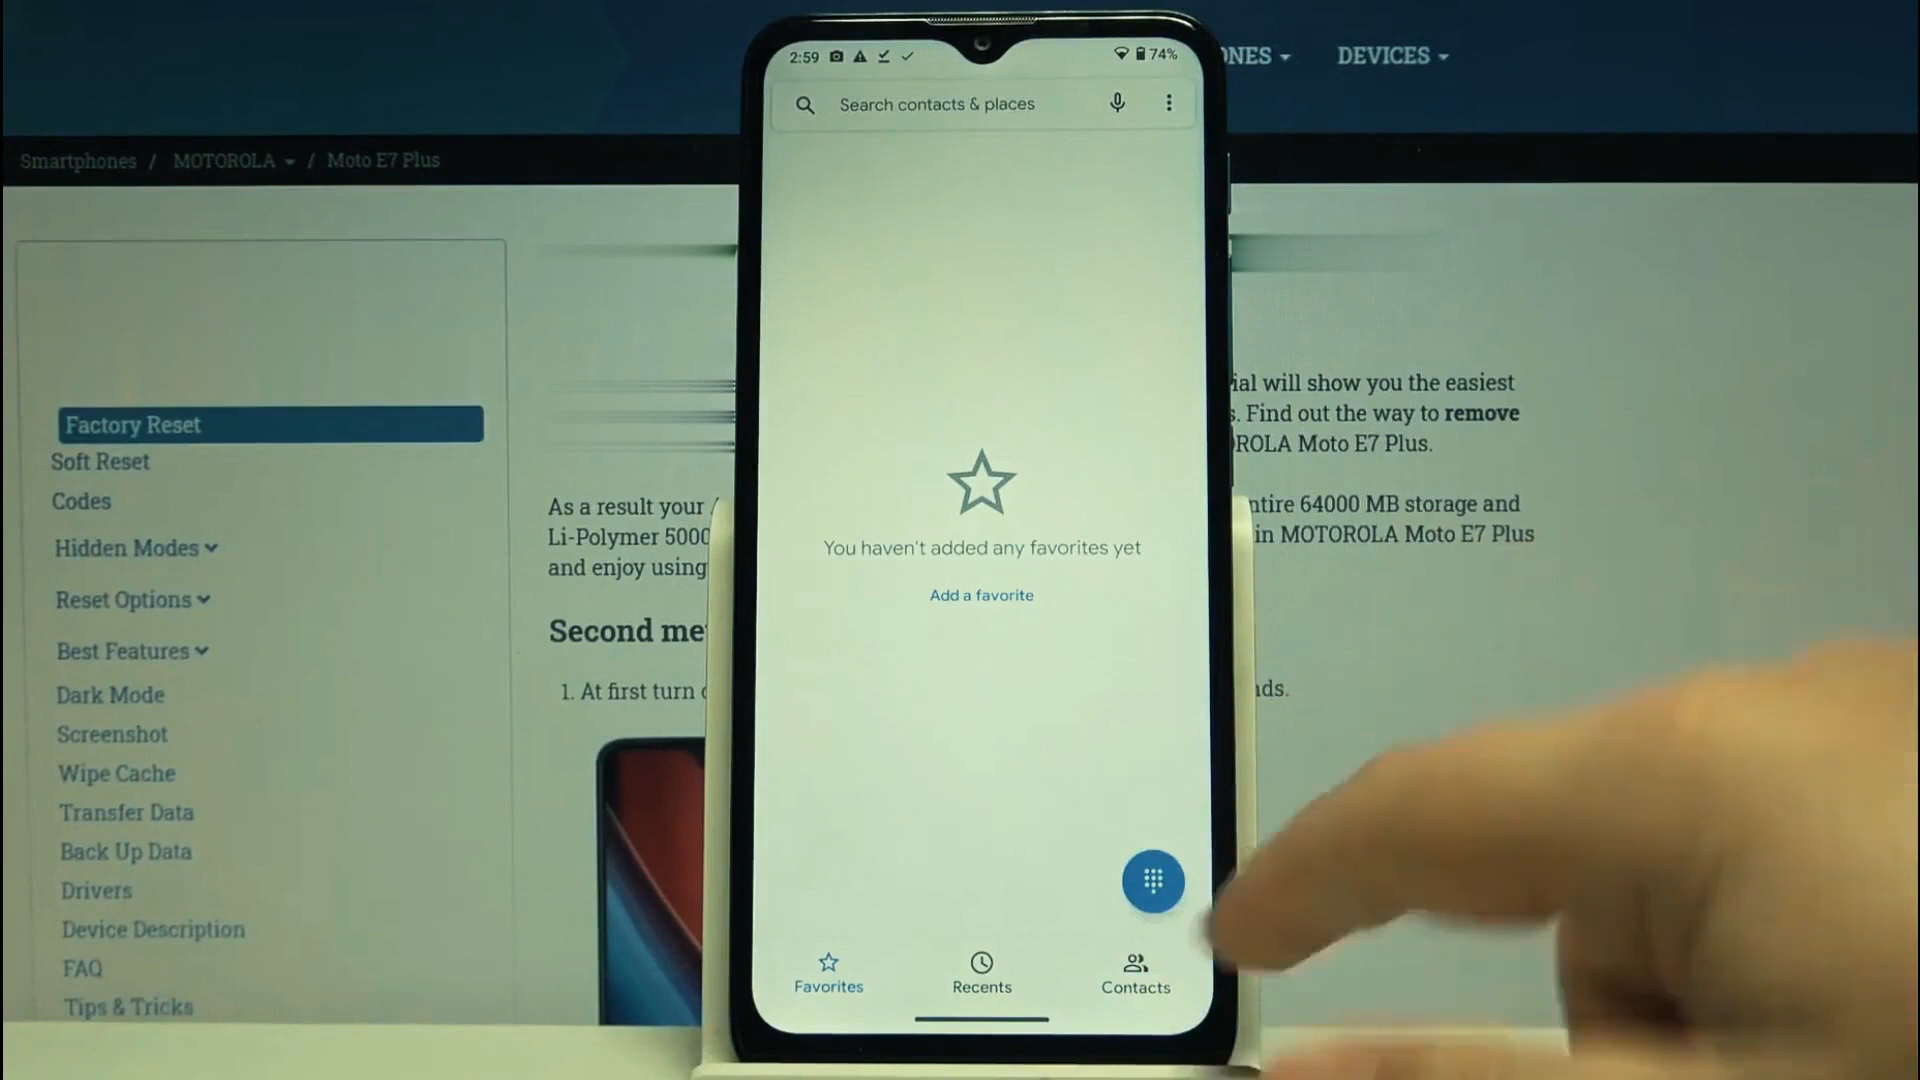 NES
DEVICES
Smartphones / MOTOROLA / Moto E7 Plus
2:59
74%
Search contacts & places
You haven't added any favorites yet
Add a favorite
Favorites
Recents
Contacts
Factory Reset
Soft Reset
Codes
Hidden Modes
Reset Options
Best Features
Dark Mode
Screenshot
Wipe Cache
Transfer Data
Back Up Data
Drivers
Device Description
FAQ
Tips & Tricks
ial will show you the easiest
s. Find out the way to remove
OROLA Moto E7 Plus.
As a result your
ntire 64000 MB storage and
Li-Polymer 5000
in MOTOROLA Moto E7 Plus
and enjoy using
Second me
1. At first turn
nds.